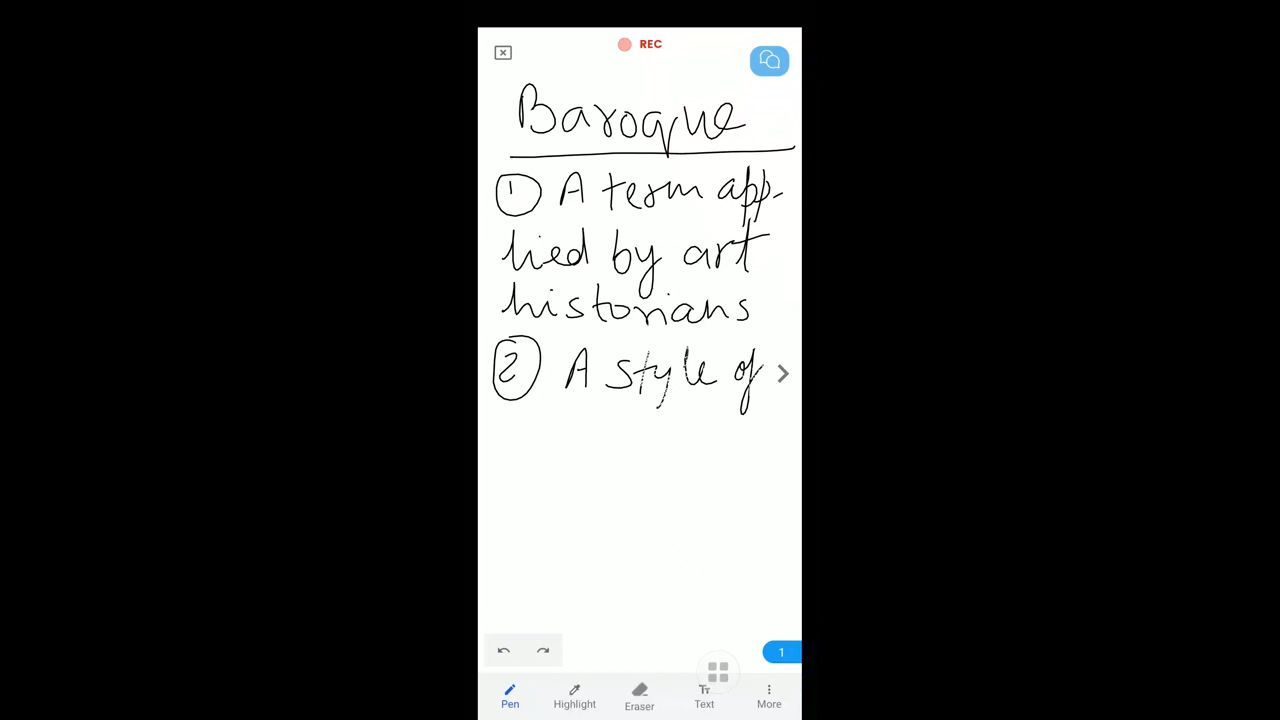 REC
Baroque
① A term app-
lied by art
historians
② A style of
1
Pen Highlight Eraser Text More